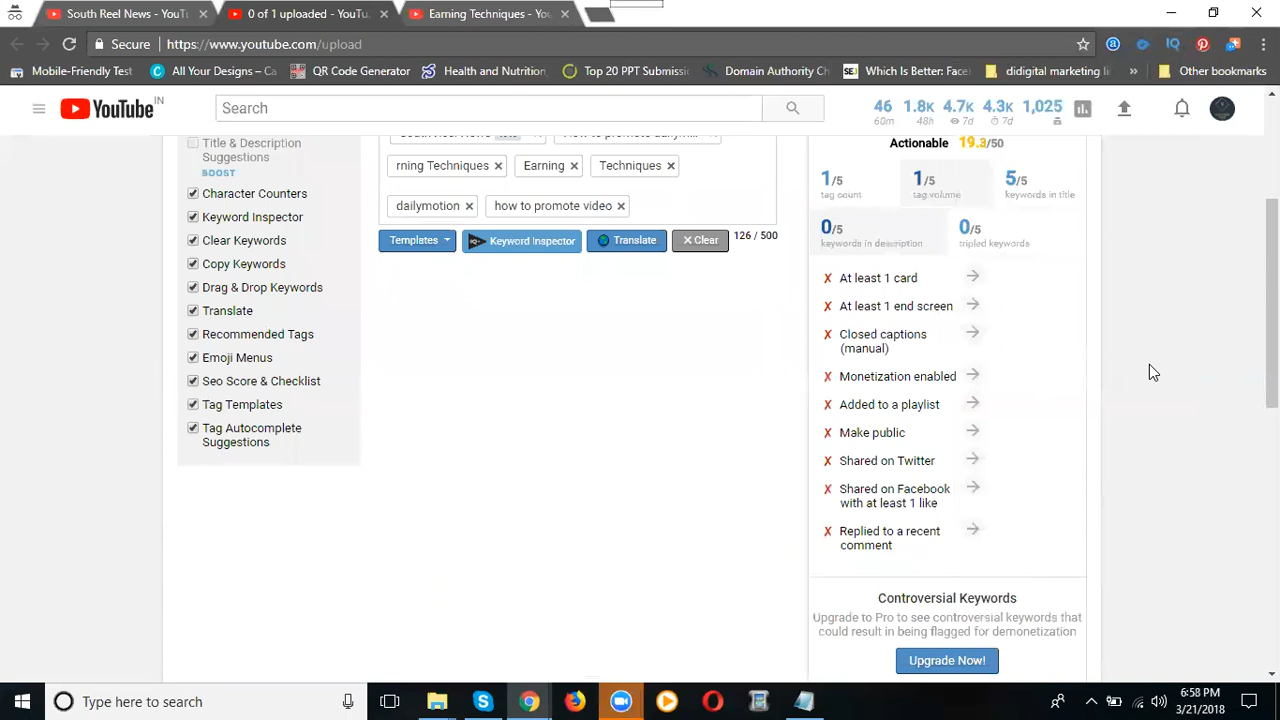 South Reel News - YouTu
0 of 1 uploaded - YouTu
Earning Techniques - Yo
Secure
https://www.youtube.com/upload
Mobile-Friendly Test
All Your Designs – Ca
QR Code Generator
Health and Nutrition
Top 20 PPT Submissi
Domain Authority Ch
Which Is Better: Face
didigital marketing li
»
Other bookmarks
YouTube IN
Search
46 1.8K 4.7K 4.3K 1,025
60m 48h 7d 7d
Title & Description
Suggestions
BOOST
Character Counters
Keyword Inspector
Clear Keywords
Copy Keywords
Drag & Drop Keywords
Translate
Recommended Tags
Emoji Menus
Seo Score & Checklist
Tag Templates
Tag Autocomplete
Suggestions
South Reel News
How to promote dailym...
rning Techniques ×
Earning ×
Techniques ×
dailymotion ×
how to promote video ×
Templates
Keyword Inspector
Translate
× Clear
126 / 500
Actionable 19.3/50
1/5
tag count
1/5
tag volume
5/5
keywords in title
0/5
keywords in description
0/5
tripled keywords
✗ At least 1 card →
✗ At least 1 end screen →
✗ Closed captions →
(manual)
✗ Monetization enabled →
✗ Added to a playlist →
✗ Make public →
✗ Shared on Twitter →
✗ Shared on Facebook →
with at least 1 like
✗ Replied to a recent →
comment
Controversial Keywords
Upgrade to Pro to see controversial keywords that
could result in being flagged for demonetization
Upgrade Now!
Type here to search
6:58 PM
3/21/2018